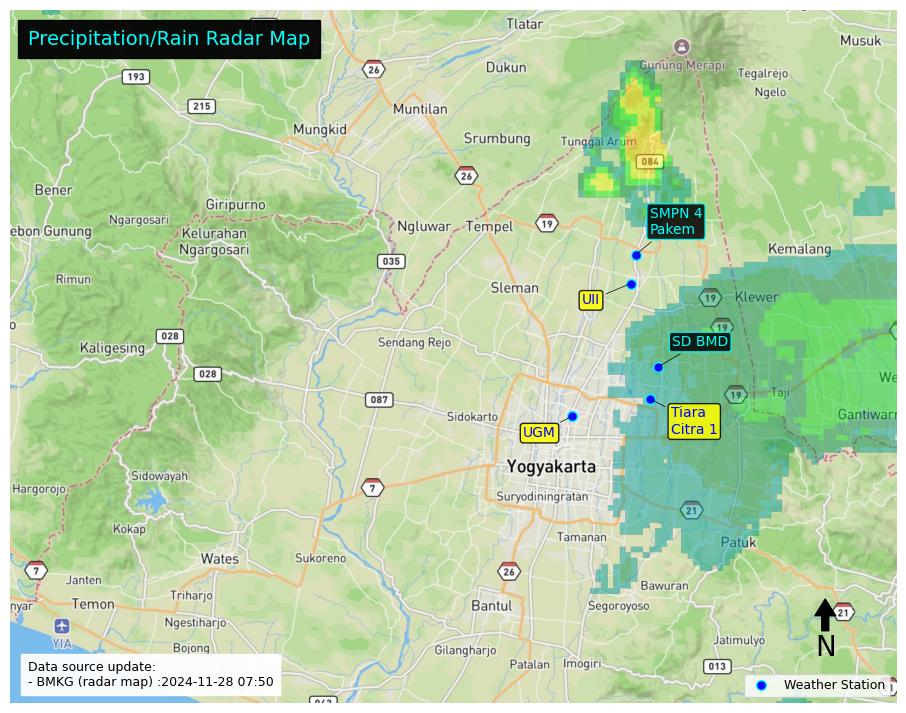 Precipitation/Rain Radar Map
Tlatar
Musuk
26
Dukun
Gunung Merapi
Tegalrejo
193
Ngelo
215
Muntilan
Mungkid
Srumbung
Tunggal Arum
084
26
Bener
Giripurno
SMPN 4
Pakem
Ngargosari
Ngluwar
Tempel
19
ebon Gunung
Kelurahan
Ngargosari
Kemalang
035
Rimun
Sleman
UII
19
Klewer
19
028
Sendang Rejo
SD BMD
Kaligesing
028
We
Taji
19
087
Sidokarto
Tiara
Citra 1
Gantiwarn
UGM
Yogyakarta
Sidowayah
Hargorojo
7
Suryodiningratan
21
Kokap
Tamanan
Patuk
Wates
Sukoreno
7
26
Janten
Bawuran
Triharjo
nyar
Temon
Bantul
Segoroyoso
21
Ngestiharjo
YIA
N
Jatimulyo
Bojong
Gilangharjo
Patalan
Imogiri
013
Data source update:
- BMKG (radar map) :2024-11-28 07:50
Weather Station